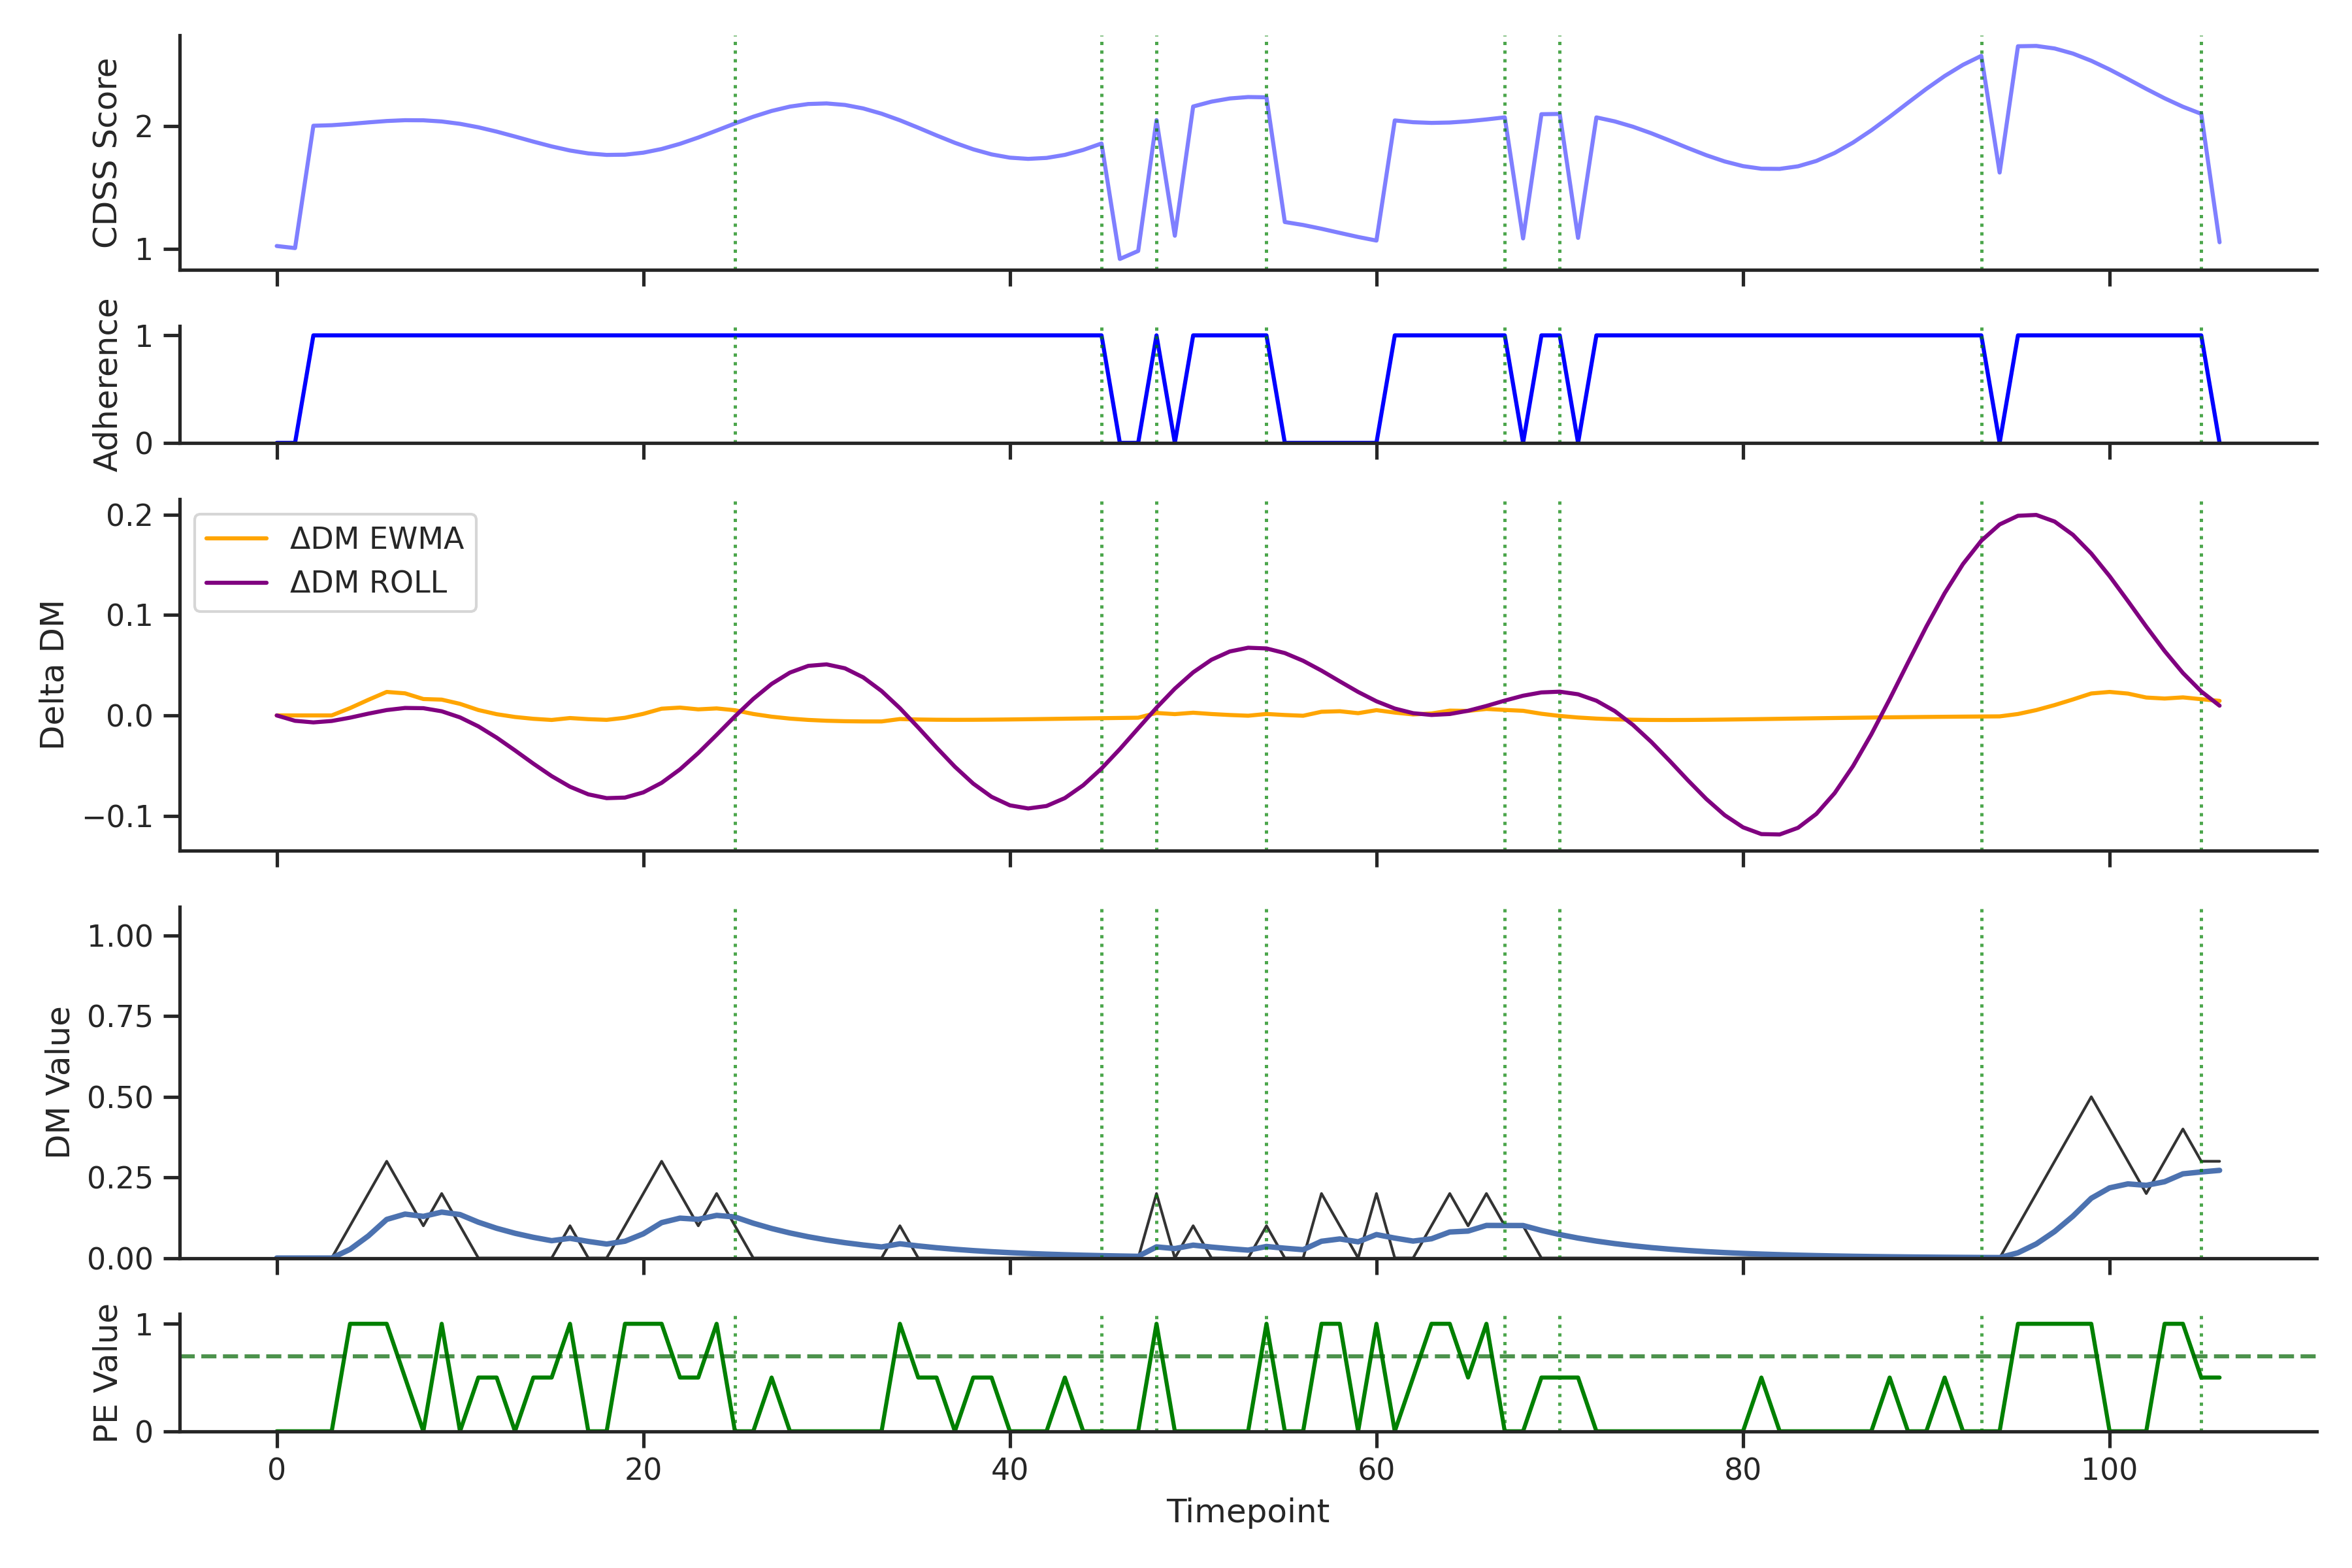 CDSS Score
2
1
Adherence
1
0
Delta DM
0.2
0.1
0.0
−0.1
ΔDM EWMA
ΔDM ROLL
DM Value
1.00
0.75
0.50
0.25
0.00
PE Value
1
0
0
20
40
60
80
100
Timepoint